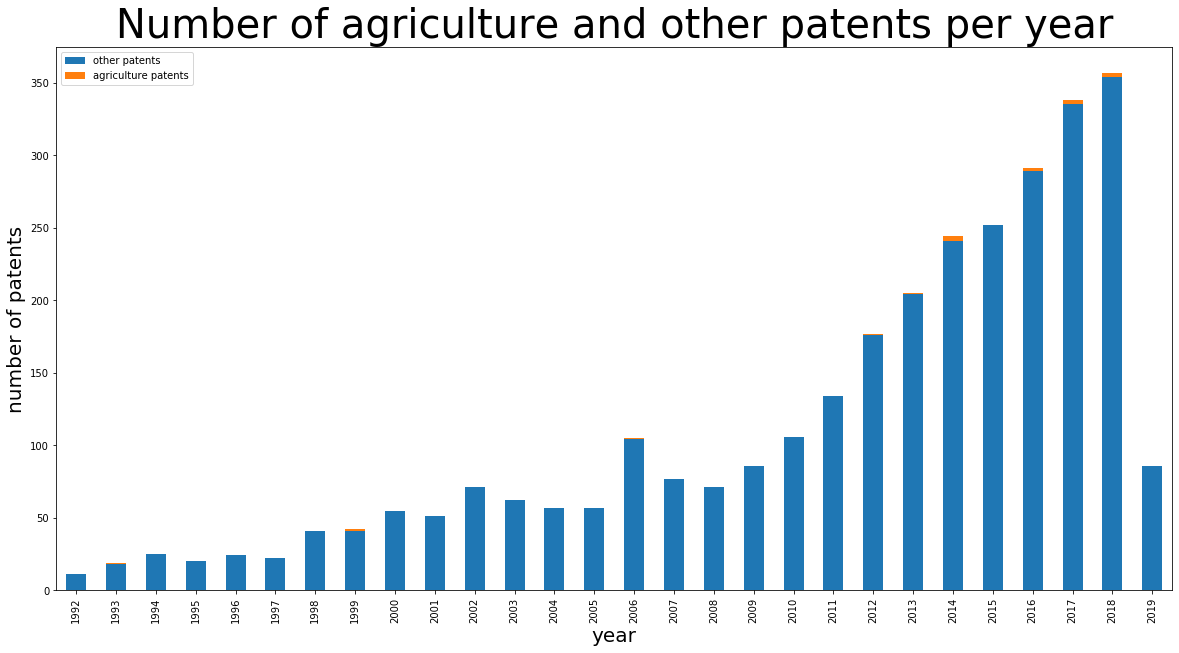 Number of agriculture and other patents per year
other patents
agriculture patents
350
300
250
200
150
100
50
0
number of patents
1992 1993 1994 1995 1996 1997 1998 1999 2000 2001 2002 2003 2004 2005 2006 2007 2008 2009 2010 2011 2012 2013 2014 2015 2016 2017 2018 2019
year